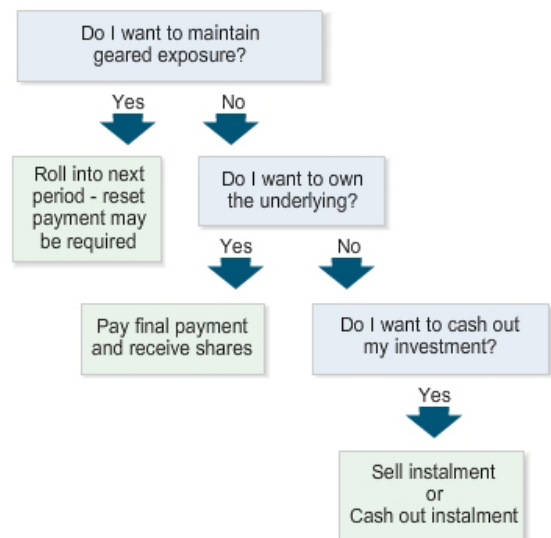 Do I want to maintain
geared exposure?
Yes
No
Roll into next
period - reset
payment may
be required
Do I want to own
the underlying?
Yes
No
Pay final payment
and receive shares
Do I want to cash out
my investment?
Yes
Sell instalment
or
Cash out instalment